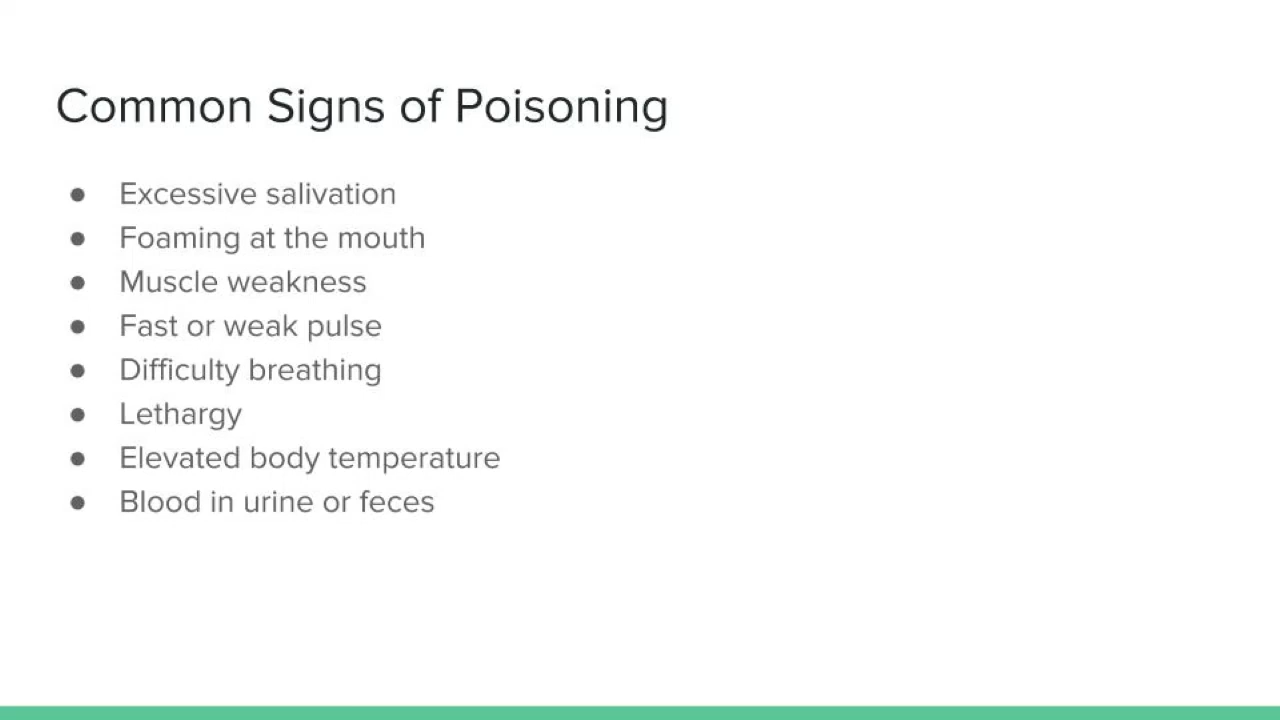 Common Signs of Poisoning
● Excessive salivation
● Foaming at the mouth
● Muscle weakness
● Fast or weak pulse
● Difficulty breathing
● Lethargy
● Elevated body temperature
● Blood in urine or feces